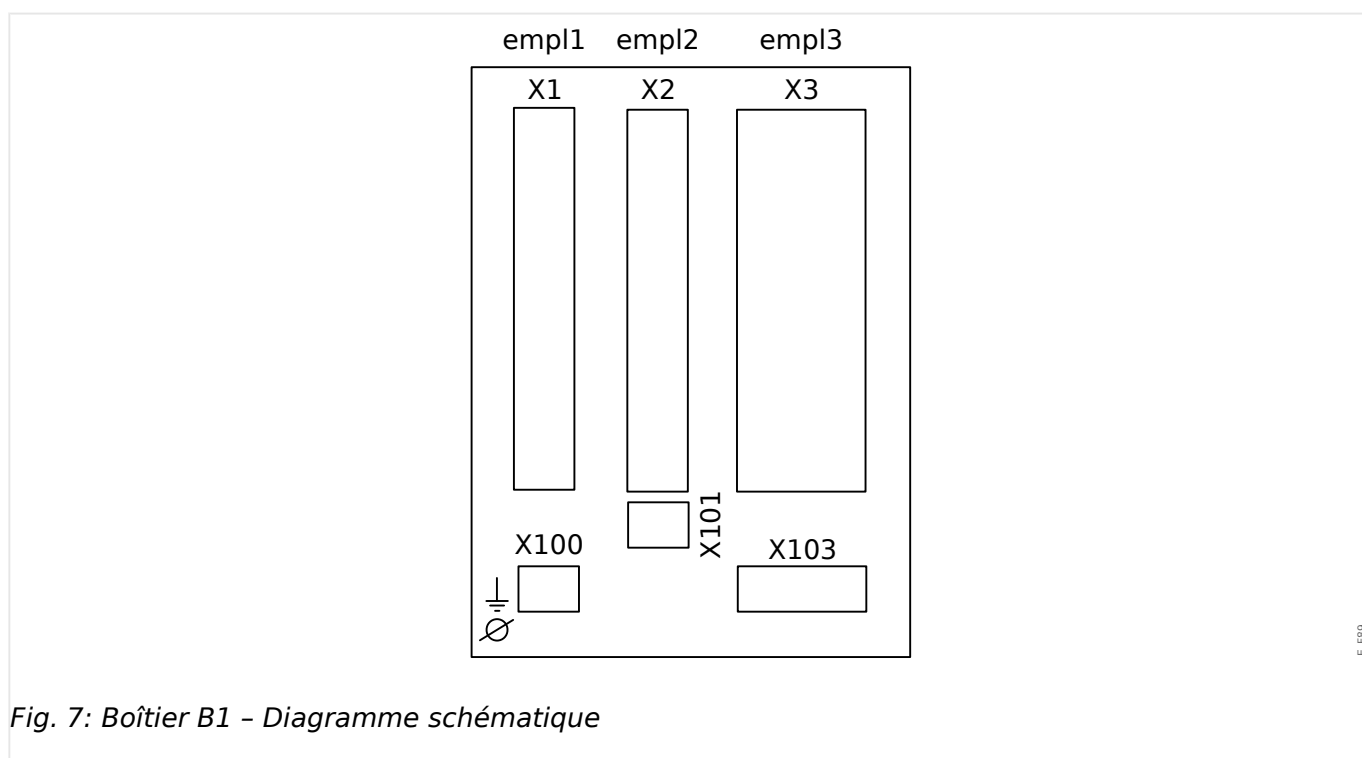 empl1 empl2 empl3
X1 X2 X3
X101
X100 X103
Fig. 7: Boîtier B1 – Diagramme schématique